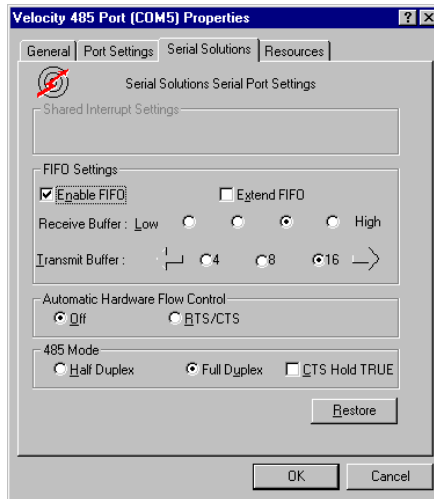 Velocity 485 Port (COM5) Properties
General Port Settings Serial Solutions Resources
Serial Solutions Serial Port Settings
Shared Interrupt Settings
FIFO Settings
Enable FIFO Extend FIFO
Receive Buffer : Low High
Transmit Buffer : 4 8 16
Automatic Hardware Flow Control
Off RTS/CTS
485 Mode
Half Duplex Full Duplex CTS Hold TRUE
Restore
OK Cancel